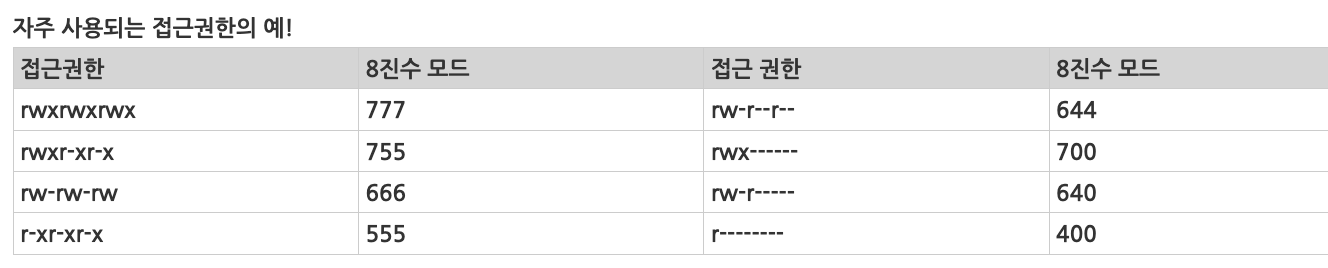 자주 사용되는 접근권한의 예!
접근권한 8진수 모드 접근 권한 8진수 모드
rwxrwxrwx 777 rw-r--r-- 644
rwxr-xr-x 755 rwx------ 700
rw-rw-rw 666 rw-r----- 640
r-xr-xr-x 555 r-------- 400